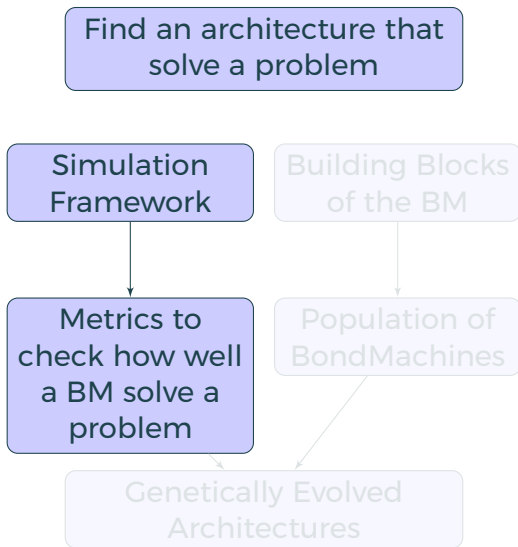 Find an architecture that
solve a problem
Simulation
Framework
Building Blocks
of the BM
Metrics to
check how well
a BM solve a
problem
Population of
BondMachines
Genetically Evolved
Architectures